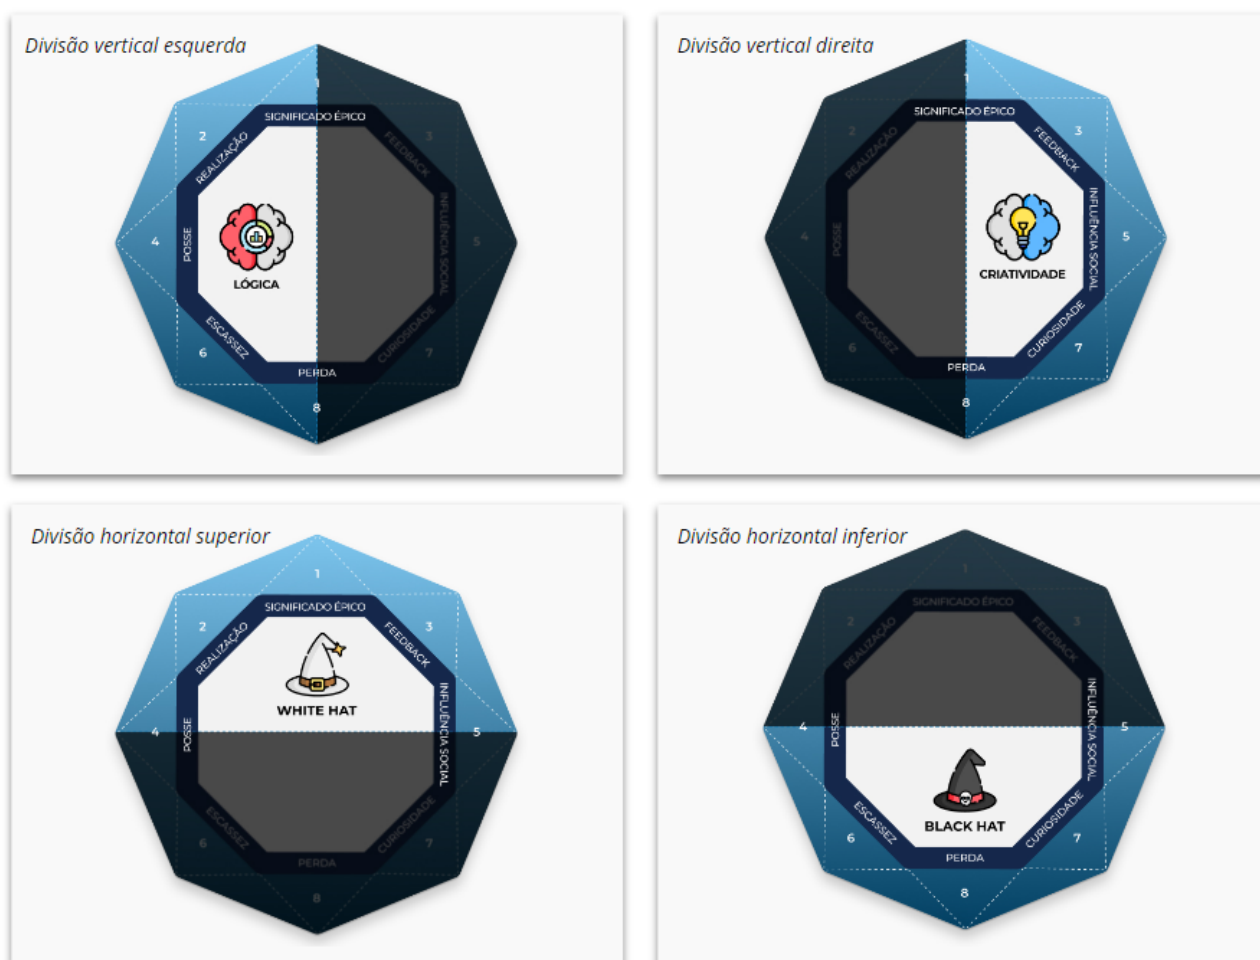 Divisão vertical esquerda
1
SIGNIFICADO ÉPICO
2
REALIZAÇÃO
3
FEEDBACK
4
POSSE
LÓGICA
5
INFLUÊNCIA SOCIAL
6
ESCASSEZ
7
CURIOSIDADE
PERDA
8
Divisão vertical direita
1
SIGNIFICADO ÉPICO
2
REALIZAÇÃO
3
FEEDBACK
4
POSSE
CRIATIVIDADE
5
INFLUÊNCIA SOCIAL
6
ESCASSEZ
7
CURIOSIDADE
PERDA
8
Divisão horizontal superior
1
SIGNIFICADO ÉPICO
2
REALIZAÇÃO
3
FEEDBACK
WHITE HAT
4
POSSE
5
INFLUÊNCIA SOCIAL
6
ESCASSEZ
7
CURIOSIDADE
PERDA
8
Divisão horizontal inferior
1
SIGNIFICADO ÉPICO
2
REALIZAÇÃO
3
FEEDBACK
4
POSSE
5
INFLUÊNCIA SOCIAL
BLACK HAT
6
ESCASSEZ
7
CURIOSIDADE
PERDA
8